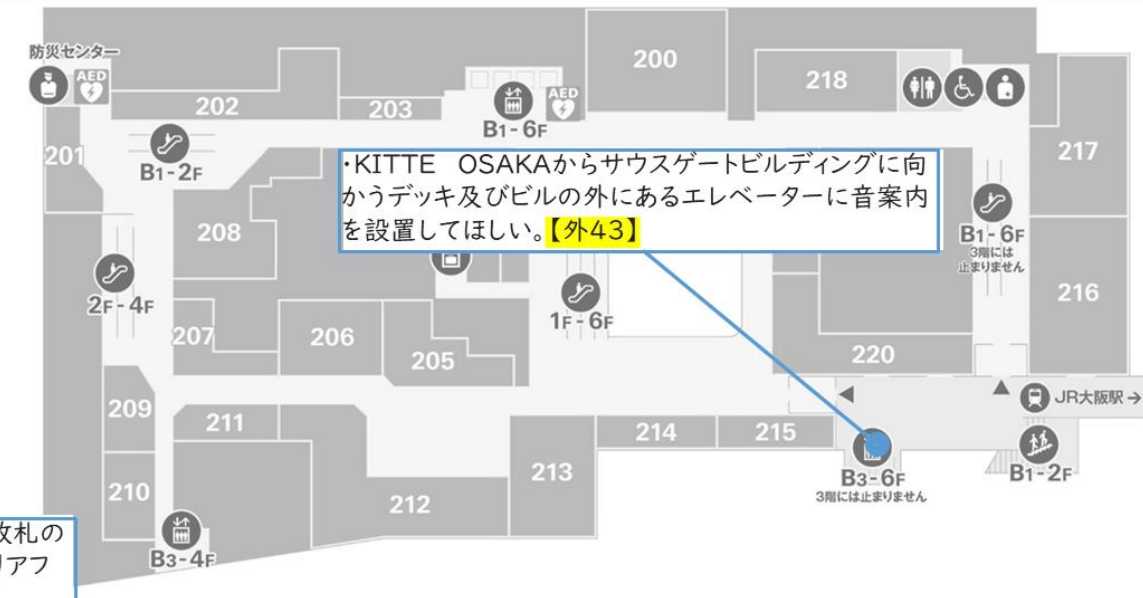 防災センター
AED
202
203
B1-6F
AED
200
218
201
B1-2F
217
・KITTE　OSAKAからサウスゲートビルディングに向
かうデッキ及びビルの外にあるエレベーターに音案内
を設置してほしい。【外43】
208
B1-6F
3階には
止まりません
2F-4F
1F-6F
216
207
206
205
220
209
211
JR大阪駅→
214
215
213
B3-6F
3階には止まりません
B1-2F
210
212
B3-4F
改札の
リアフ